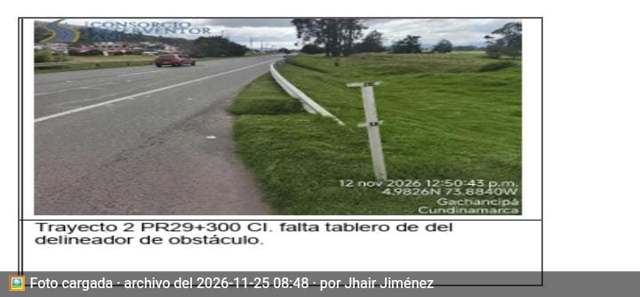 CONSORCIO
INTERVENTOR
12 nov 2026 12:50:43 p.m.
4.9826N 73.8840W
Gachancipá
Cundinamarca
Trayecto 2 PR29+300 CI. falta tablero de del
delineador de obstáculo.
Foto cargada · archivo del 2026-11-25 08:48 · por Jhair Jiménez